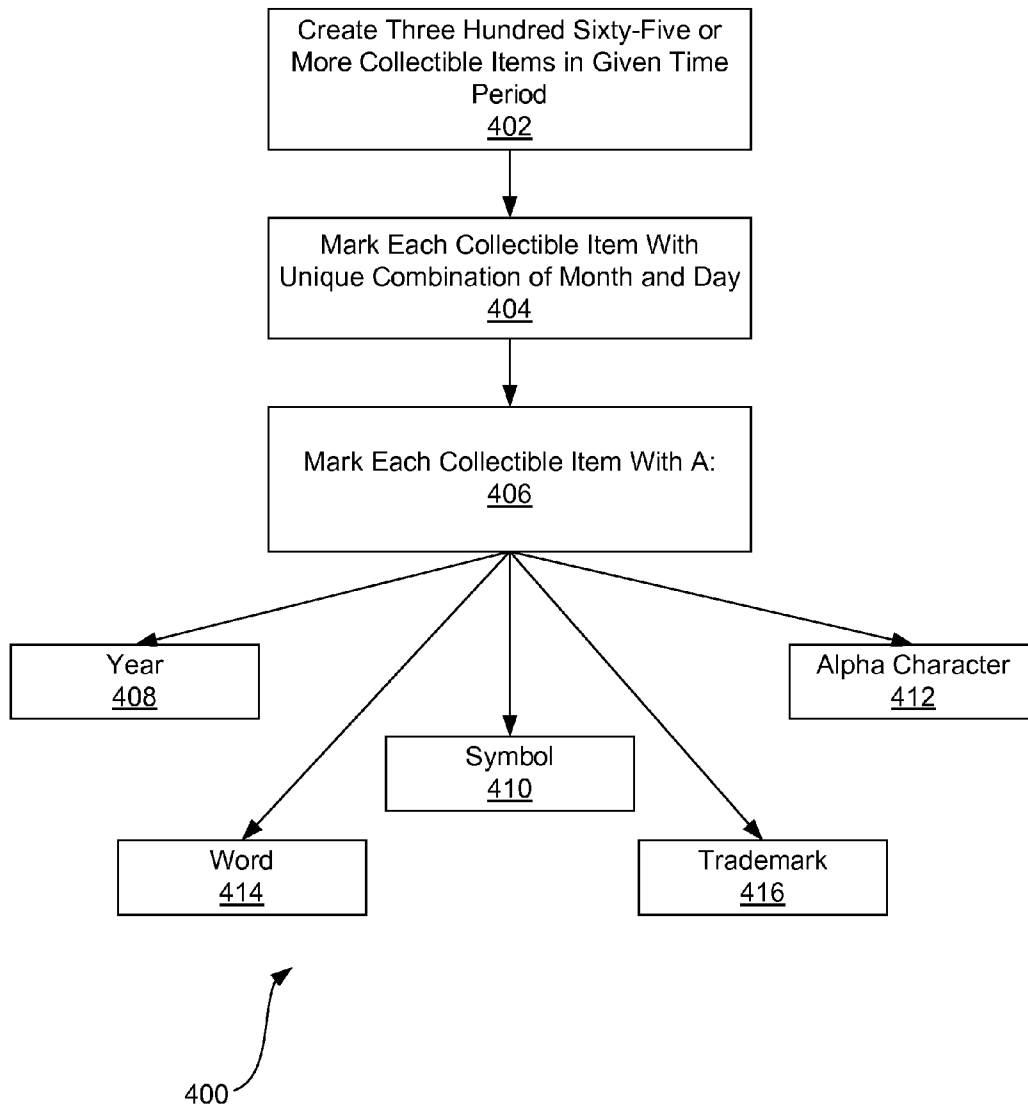 Create Three Hundred Sixty-Five or
More Collectible Items in Given Time
Period
402
Mark Each Collectible Item With
Unique Combination of Month and Day
404
Mark Each Collectible Item With A:
406
Year
408
Alpha Character
412
Symbol
410
Word
414
Trademark
416
400